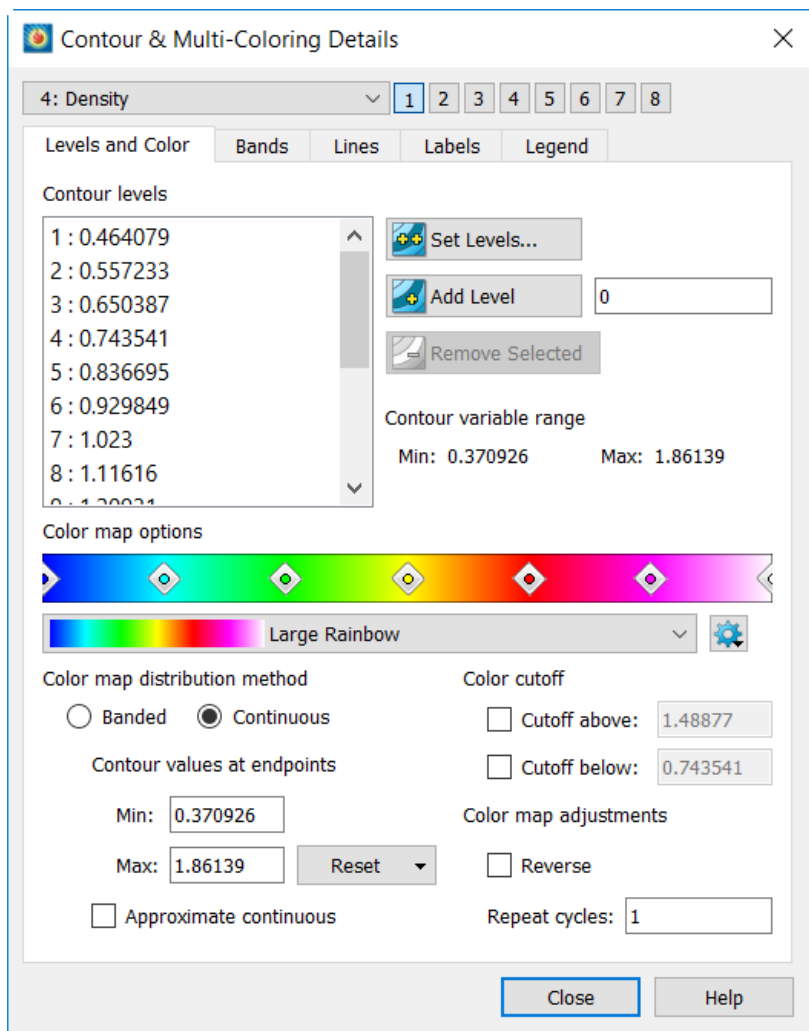 Contour & Multi-Coloring Details
4: Density
1 2 3 4 5 6 7 8
Levels and Color Bands Lines Labels Legend
Contour levels
1 : 0.464079
2 : 0.557233
3 : 0.650387
4 : 0.743541
5 : 0.836695
6 : 0.929849
7 : 1.023
8 : 1.11616
Set Levels...
Add Level 0
Remove Selected
Contour variable range
Min: 0.370926 Max: 1.86139
Color map options
Large Rainbow
Color map distribution method
Banded Continuous
Contour values at endpoints
Min: 0.370926
Max: 1.86139 Reset
Approximate continuous
Color cutoff
Cutoff above: 1.48877
Cutoff below: 0.743541
Color map adjustments
Reverse
Repeat cycles: 1
Close Help